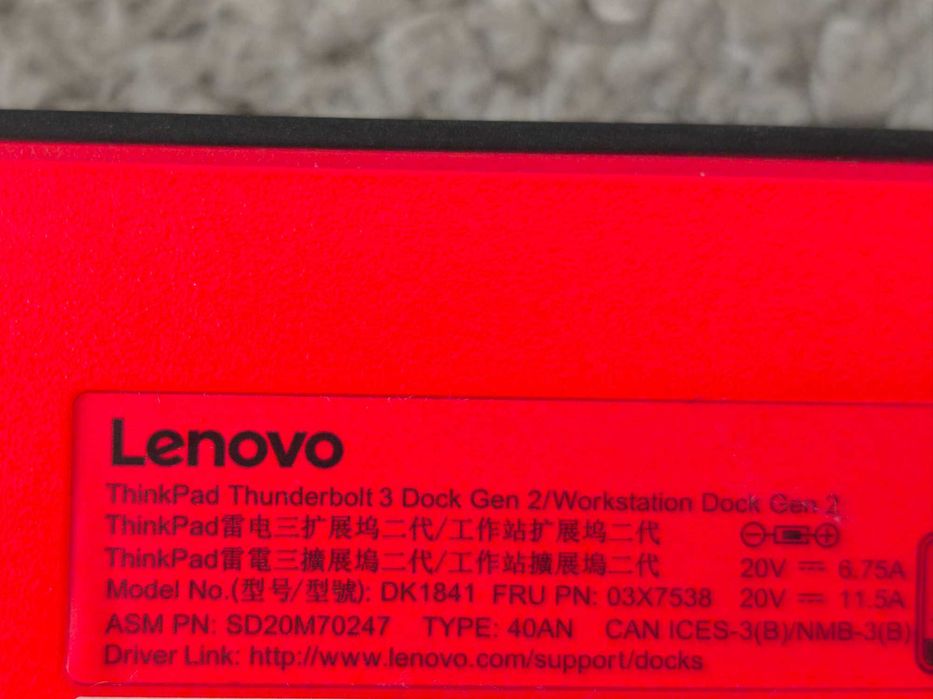 Lenovo
ThinkPad Thunderbolt 3 Dock Gen 2/Workstation Dock Gen 2
ThinkPad雷电三扩展坞二代/工作站扩展坞二代
ThinkPad雷電三擴展塢二代/工作站擴展塢二代
20V ⎓ 6.75A
Model No.(型号/型號): DK1841 FRU PN: 03X7538 20V ⎓ 11.5A
ASM PN: SD20M70247 TYPE: 40AN CAN ICES-3(B)/NMB-3(B)
Driver Link: http://www.lenovo.com/support/docks